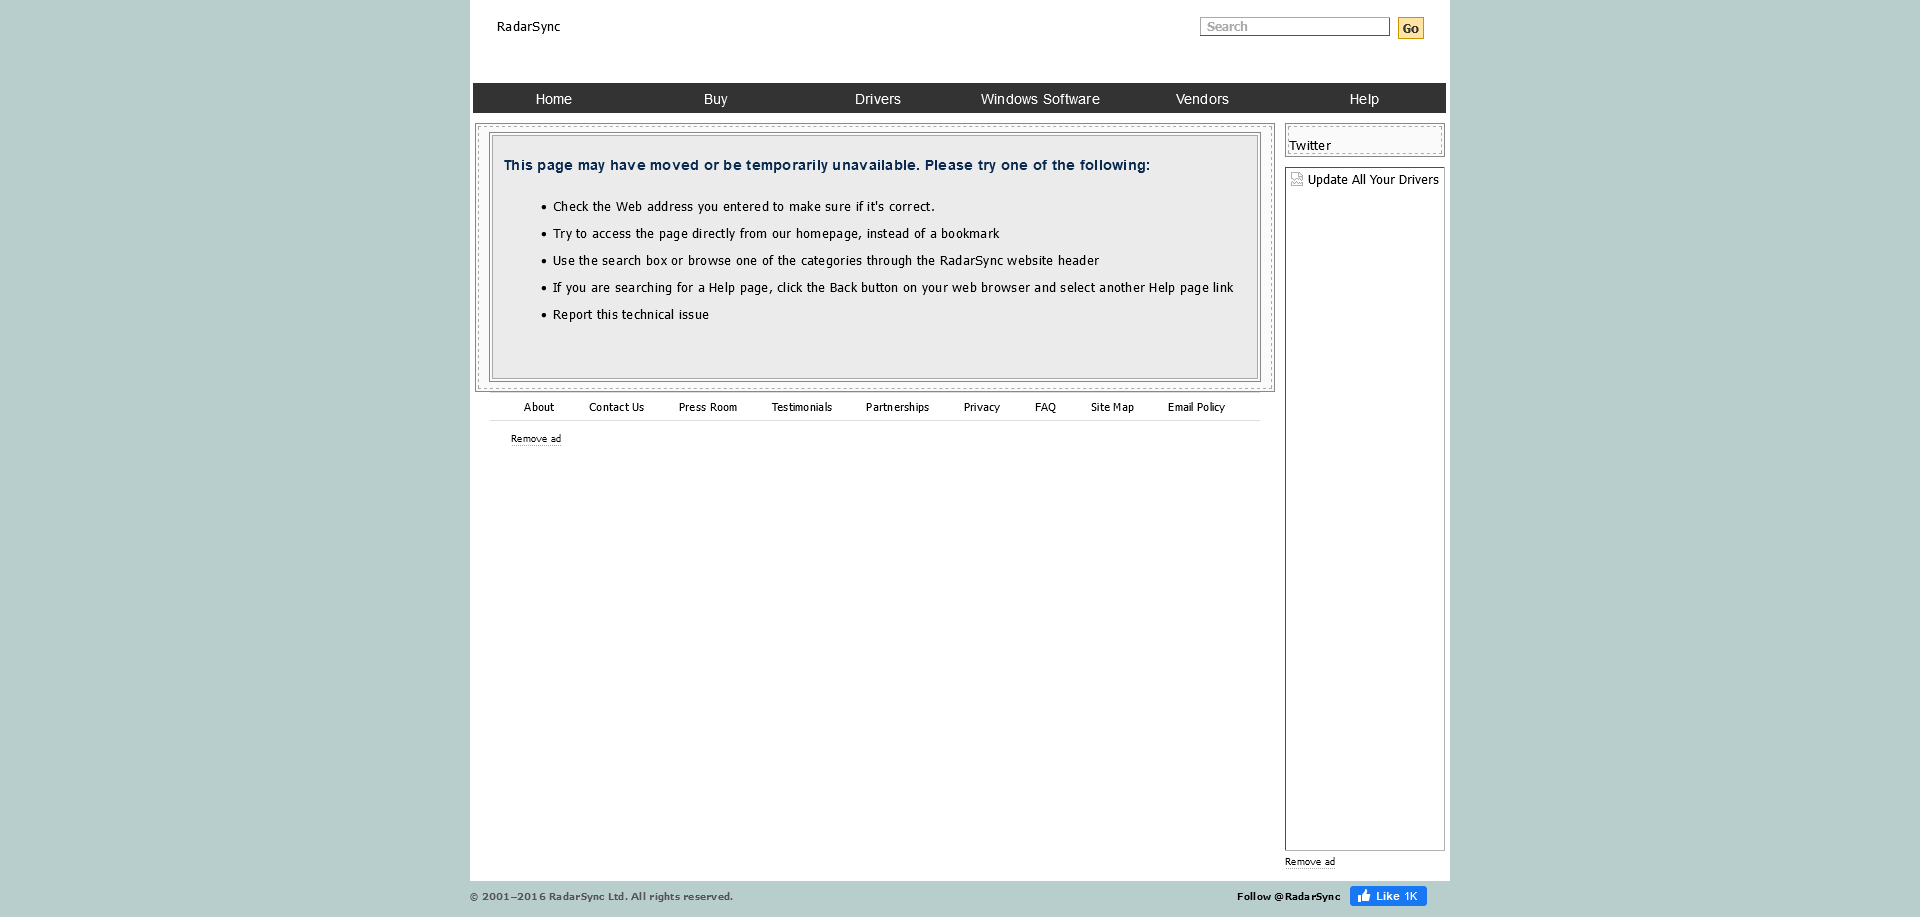 RadarSync
Search
Go
Home
Buy
Drivers
Windows Software
Vendors
Help
This page may have moved or be temporarily unavailable. Please try one of the following:
Check the Web address you entered to make sure if it's correct.
Try to access the page directly from our homepage, instead of a bookmark
Use the search box or browse one of the categories through the RadarSync website header
If you are searching for a Help page, click the Back button on your web browser and select another Help page link
Report this technical issue
Twitter
Update All Your Drivers
About
Contact Us
Press Room
Testimonials
Partnerships
Privacy
FAQ
Site Map
Email Policy
Remove ad
Remove ad
© 2001–2016 RadarSync Ltd. All rights reserved.
Follow @RadarSync
Like 1K